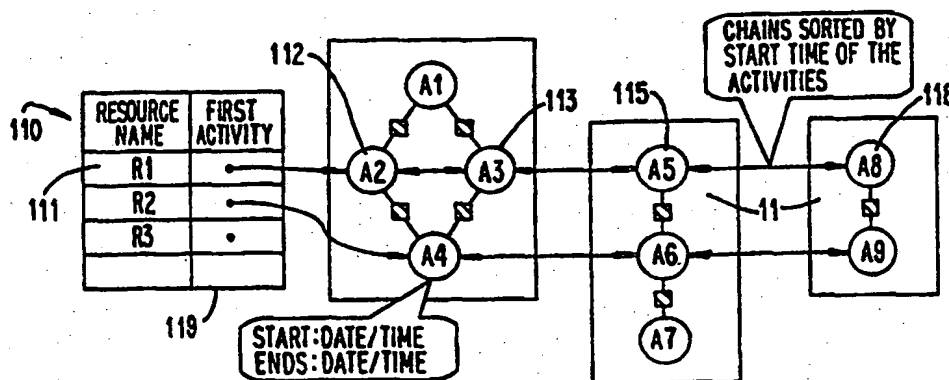 CHAINS SORTED BY
START TIME OF THE
ACTIVITIES
112
A1
113
115
118
110
RESOURCE NAME
FIRST ACTIVITY
111
R1
A2
A3
A5
A8
R2
11
R3
A4
A6
A9
119
START:DATE/TIME
ENDS:DATE/TIME
A7